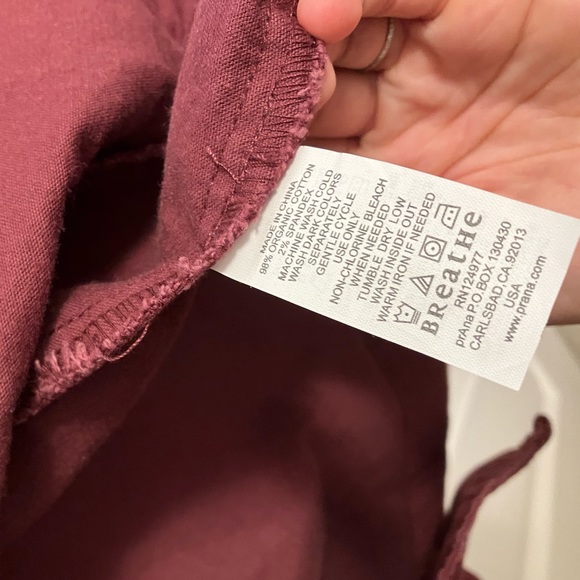 MADE IN CHINA
98% ORGANIC COTTON
2% SPANDEX
MACHINE WASH COLD
WASH DARK COLORS
SEPARATELY
GENTLE CYCLE
USE ONLY
NON-CHLORINE BLEACH
WHEN NEEDED
TUMBLE DRY LOW
WASH INSIDE OUT
WARM IRON IF NEEDED
BReatHe
RN124977
prAna P.O.BOX 130430
CARLSBAD,CA 92013
USA
www.prana.com